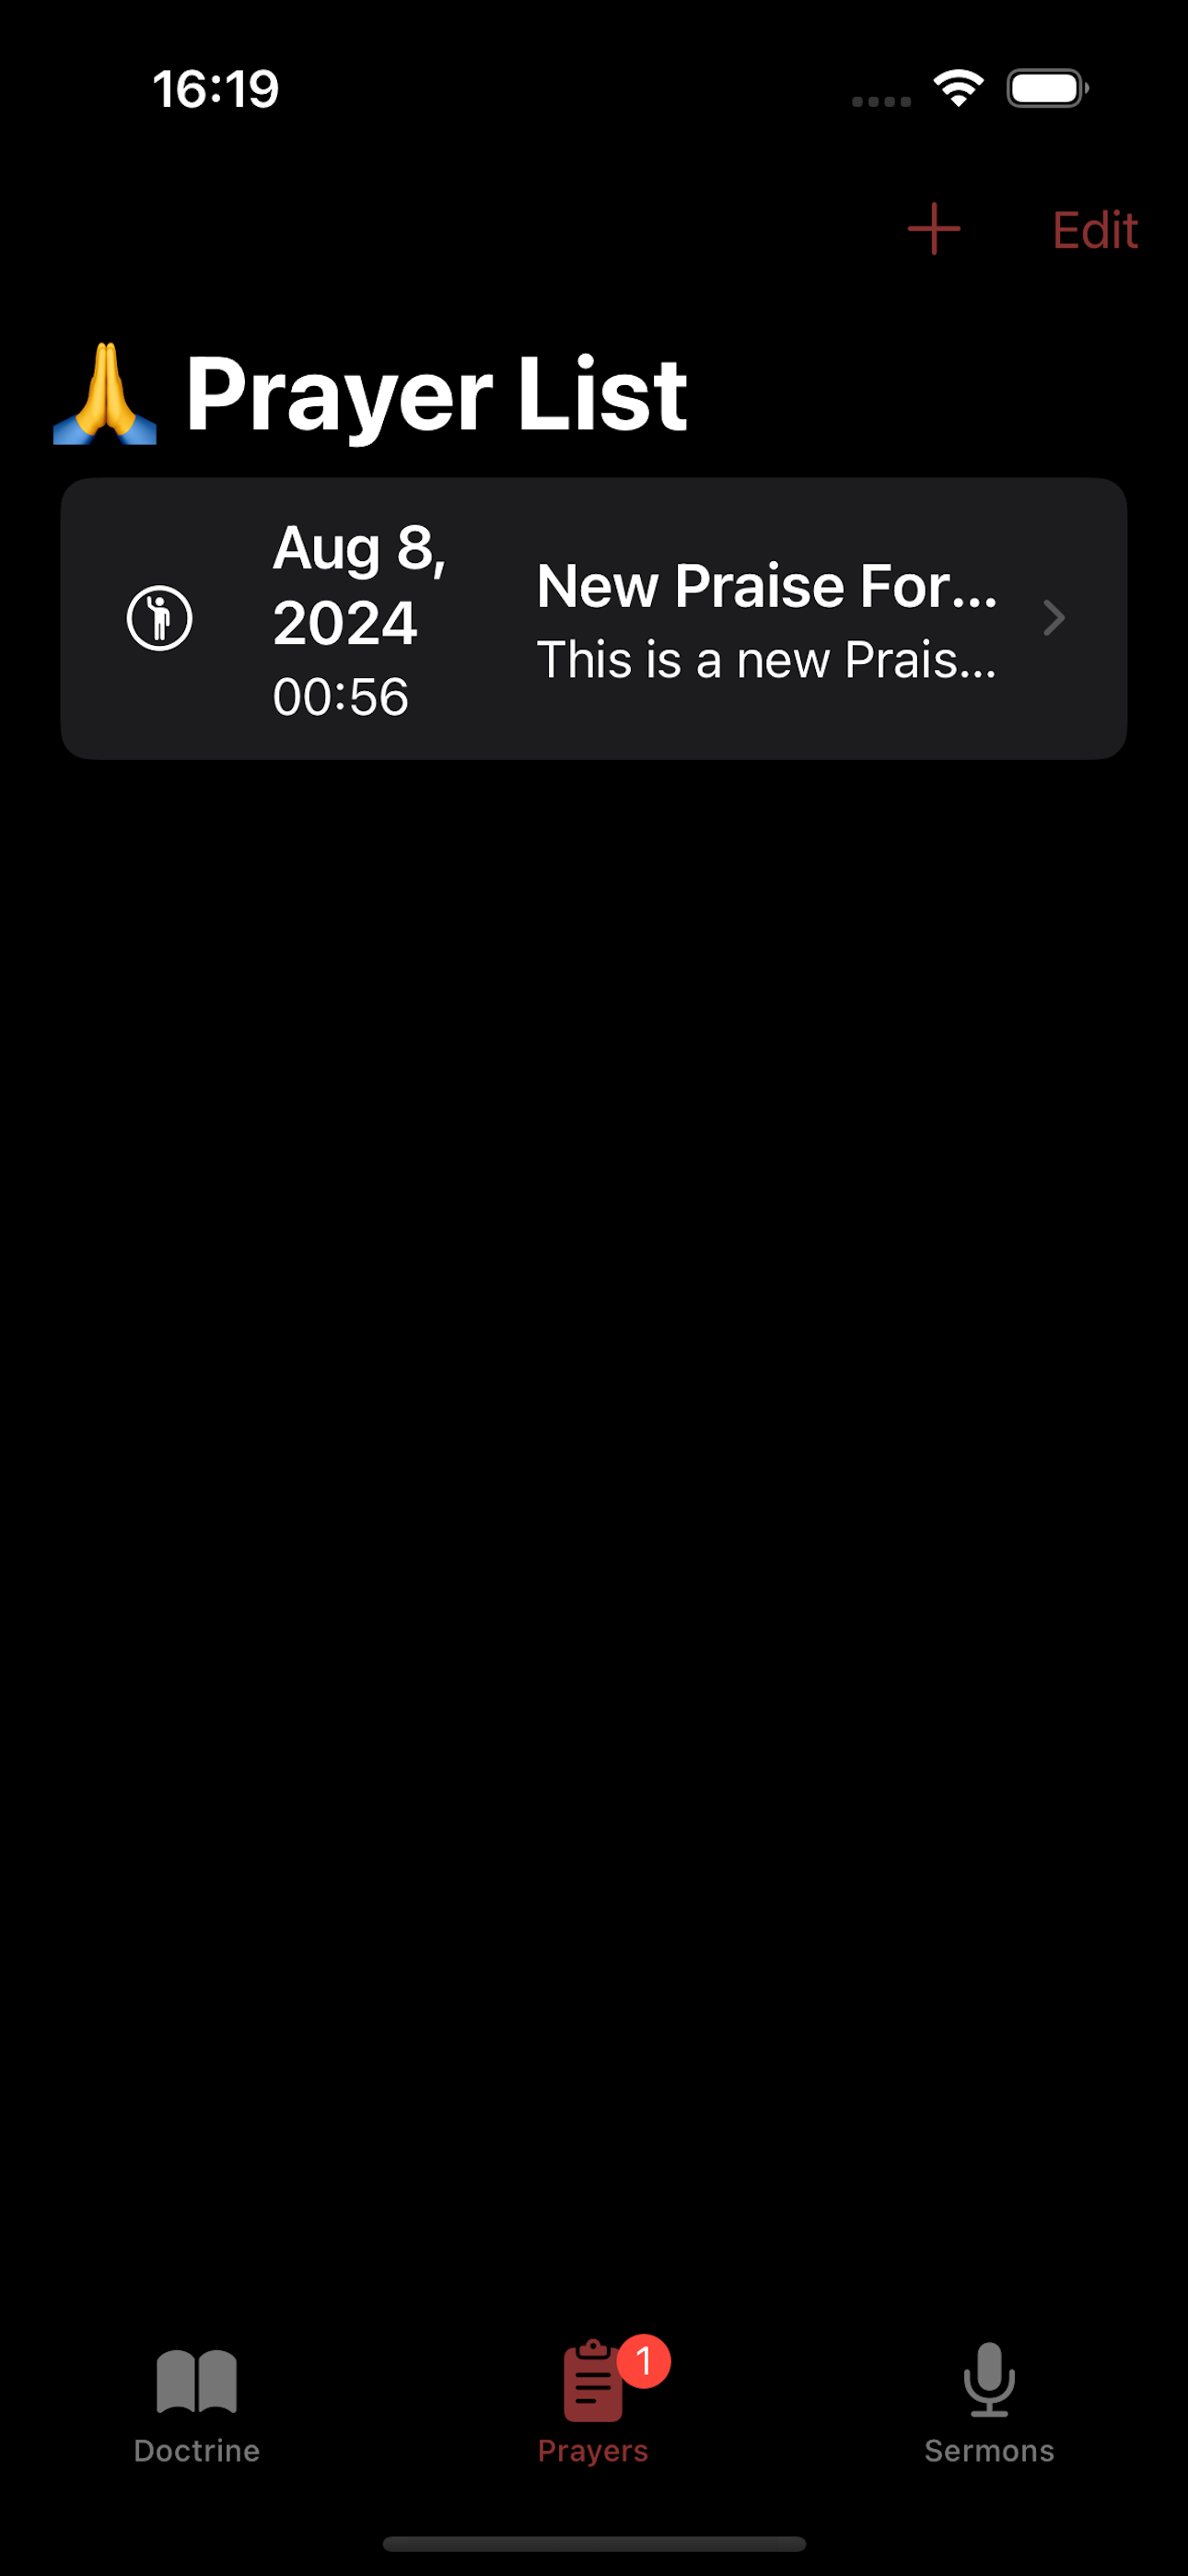 16:19
Edit
🙏 Prayer List
Aug 8,
2024
00:56
New Praise For...
This is a new Prais...
1
Doctrine
Prayers
Sermons